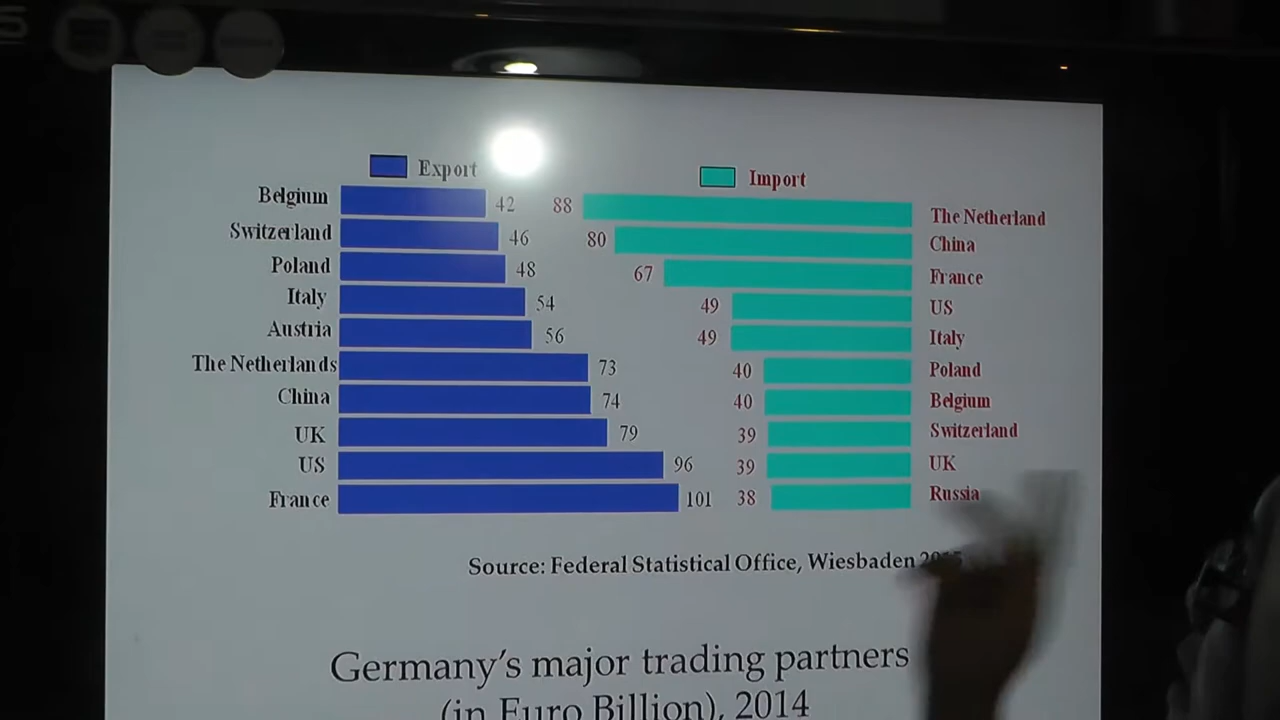 Export
Import
Belgium 42 88 The Netherland
Switzerland 46 80 China
Poland 48 67 France
Italy 54 49 US
Austria 56 49 Italy
The Netherlands 73 40 Poland
China 74 40 Belgium
UK 79 39 Switzerland
US 96 39 UK
France 101 38 Russia
Source: Federal Statistical Office, Wiesbaden
Germany's major trading partners
(in Euro Billion), 2014